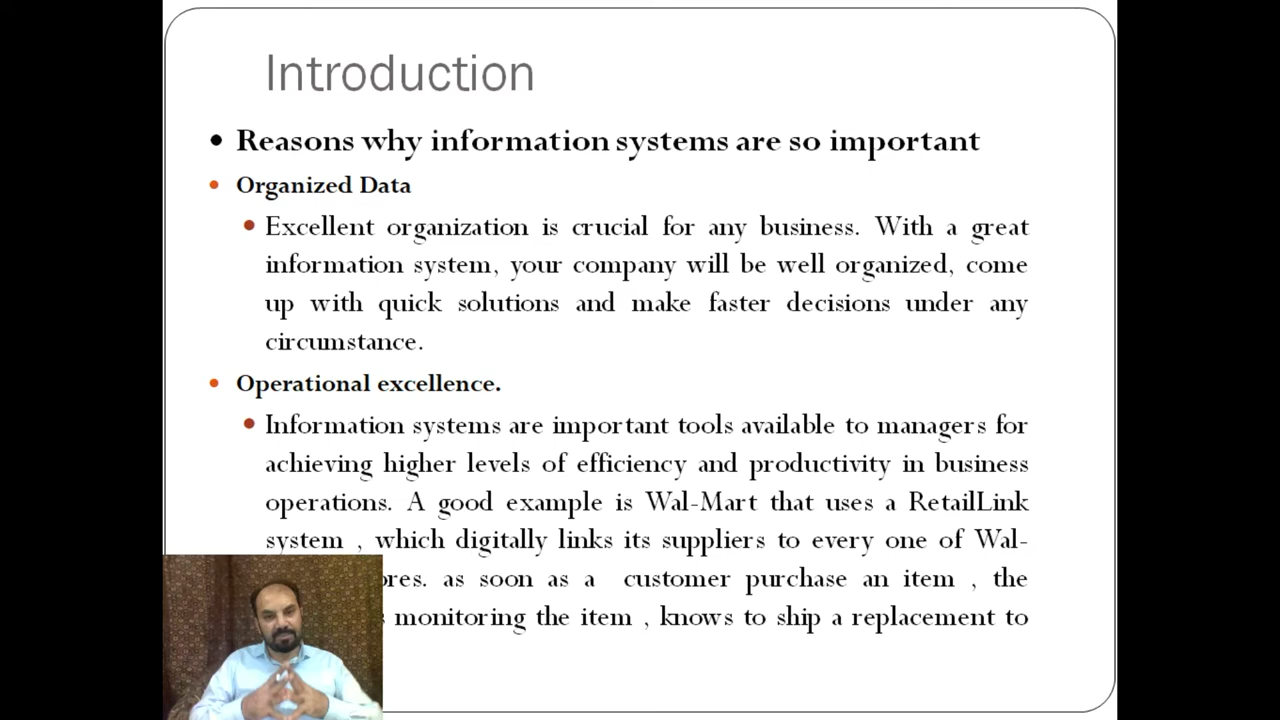 Introduction
• Reasons why information systems are so important
• Organized Data
• Excellent organization is crucial for any business. With a great
information system, your company will be well organized, come
up with quick solutions and make faster decisions under any
circumstance.
• Operational excellence.
• Information systems are important tools available to managers for
achieving higher levels of efficiency and productivity in business
operations. A good example is Wal-Mart that uses a RetailLink
system , which digitally links its suppliers to every one of Wal-
as soon as a customer purchase an item , the
monitoring the item , knows to ship a replacement to